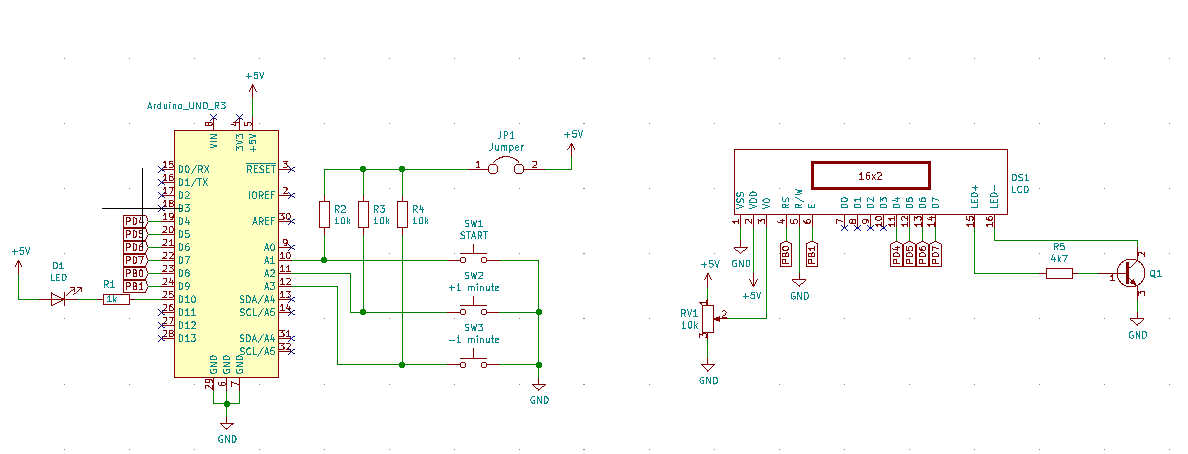 +5V
Arduino_UNO_R3
8 4 5
VIN 3V3 +5V
15 D0/RX RESET 3
16 D1/TX
17 D2 IOREF 2
18 D3
PD4 19 D4 AREF 30
PD5 20 D5
PD6 21 D6 A0 9
PD7 22 D7 A1 10
PB0 23 D8 A2 11
PB1 24 D9 A3 12
25 D10 SDA/A4 13
26 D11 SCL/A5 14
27 D12
28 D13 SDA/A4 31
SCL/A5 32
GND GND GND
29 6 7
GND
+5V
D1
LED
R1
1k
JP1
Jumper
1 2
+5V
R2
10k
R3
10k
R4
10k
SW1
START
SW2
+1 minute
SW3
-1 minute
GND
16x2
DS1
LCD
VSS VDD VO RS R/W E D0 D1 D2 D3 D4 D5 D6 D7 LED+ LED-
1 2 3 4 5 6 7 8 9 10 11 12 13 14 15 16
GND
+5V
PB0
GND
PB1
PD4 PD5 PD6 PD7
+5V
RV1
10k
1
2
3
GND
R5
4k7
1
2
3
Q1
GND